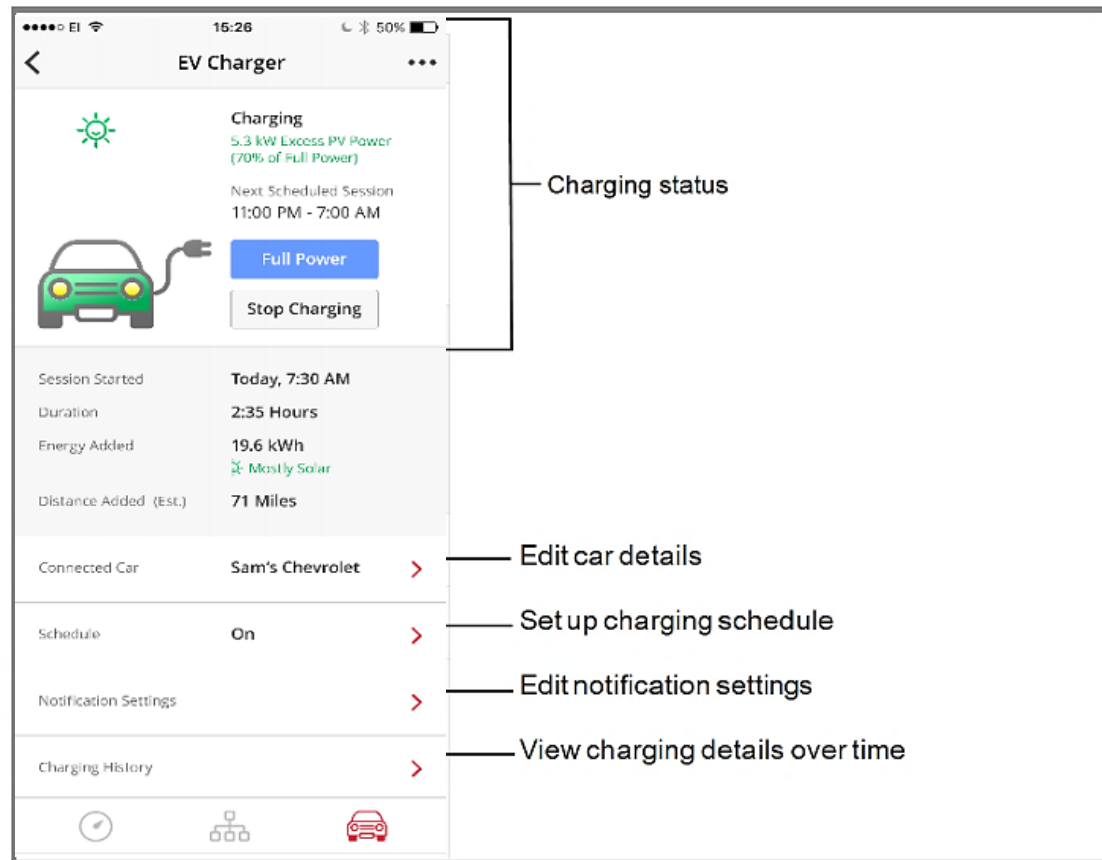 EI 15:26 50%
EV Charger
Charging
5.3 kW Excess PV Power
(70% of Full Power)
Next Scheduled Session
11:00 PM - 7:00 AM
Full Power
Stop Charging
Charging status
Session Started Today, 7:30 AM
Duration 2:35 Hours
Energy Added 19.6 kWh
Mostly Solar
Distance Added (Est.) 71 Miles
Connected Car Sam's Chevrolet
Edit car details
Schedule On
Set up charging schedule
Notification Settings
Edit notification settings
Charging History
View charging details over time